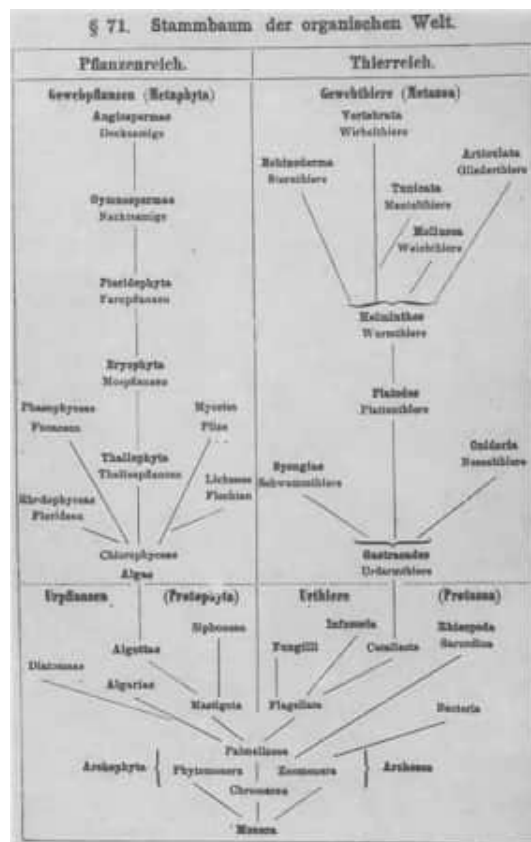 § 71. Stammbaum der organischen Welt.
Pflanzenreich. Thierreich.
Gewebpflanzen (Metaphyta) Gewebthiere (Metazoa)
Angiospermae Vertebrata
Decksamige Wirbelthiere
Echinoderma Articulata
Sternthiere Gliederthiere
Tunicata
Mantelthiere
Gymnospermae
Nacktsamige
Mollusca
Weichthiere
Pteridophyta
Farnpflanzen
Helminthes
Wurmthiere
Bryophyta
Moospflanzen
Platodes
Plattenthiere
Phaeophyceae Mycetes
Fucoideen Pilze
Thallophyta
Thalluspflanzen
Spongiae Cnidaria
Schwammthiere Nesselthiere
Lichenes
Flechten
Rhodophyceae
Florideen
Chlorophyceae Gastraeades
Algae Urdarmthiere
Urpflanzen (Protophyta) Urthiere (Protozoa)
Siphoneae
Infusoria
Rhizopoda
Sarcodina
Algettae
Fungilli
Catallacta
Diatomeae
Algariae
Mastigota Flagellata
Bacteria
Palmellaceae
Archephyta Phytomonera Zoomonera Archezoa
Chromacea
Monera